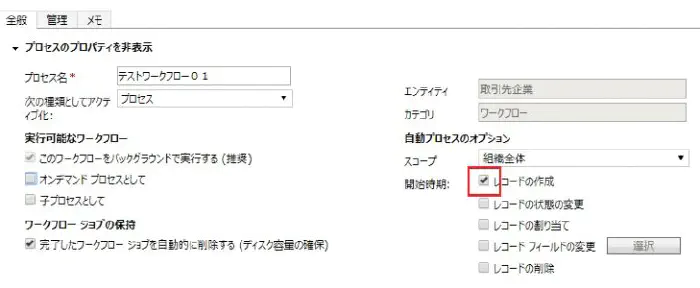 全般 管理 メモ
プロセスのプロパティを非表示
プロセス名* テストワークフロー０１
次の種類としてアクティブ化: プロセス
実行可能なワークフロー
このワークフローをバックグラウンドで実行する (推奨)
オンデマンド プロセスとして
子プロセスとして
ワークフロー ジョブの保持
完了したワークフロー ジョブを自動的に削除する (ディスク容量の確保)
エンティティ 取引先企業
カテゴリ ワークフロー
自動プロセスのオプション
スコープ 組織全体
開始時期: レコードの作成
レコードの状態の変更
レコードの割り当て
レコード フィールドの変更 選択
レコードの削除